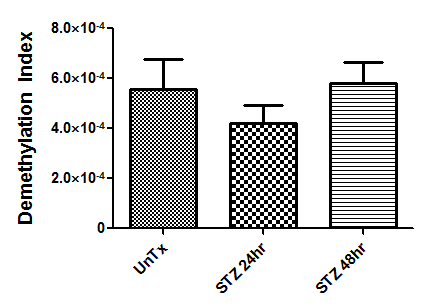 Demethylation Index
8.0×10⁻⁴
6.0×10⁻⁴
4.0×10⁻⁴
2.0×10⁻⁴
0
UnTx
STZ 24hr
STZ 48hr